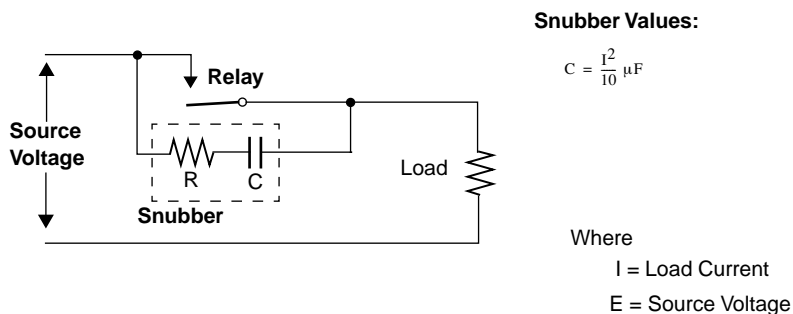 Snubber Values:
C = I²/10 µF
Relay
Source
Voltage
R
C
Load
Snubber
Where
I = Load Current
E = Source Voltage